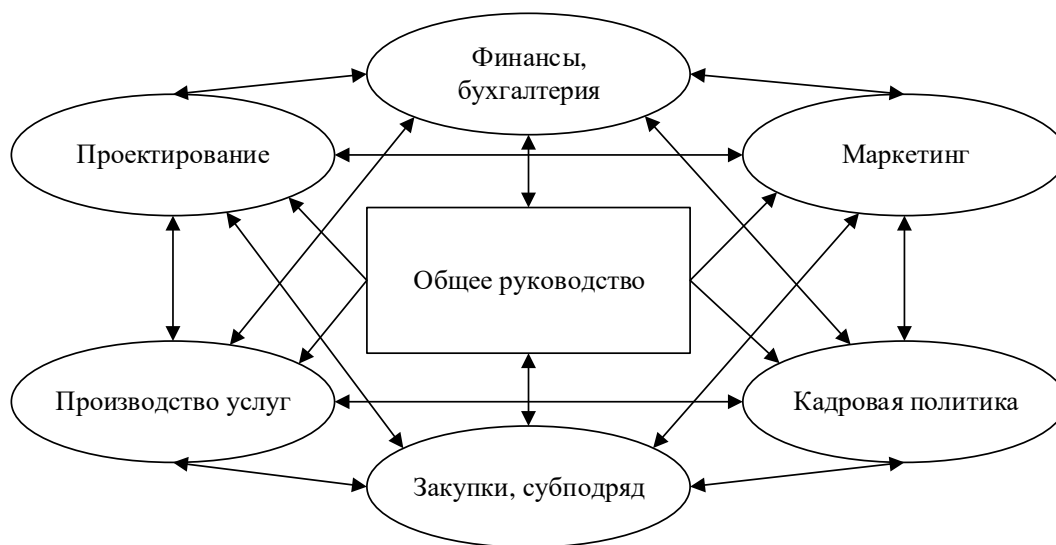 Финансы,
бухгалтерия
Проектирование
Маркетинг
Общее руководство
Производство услуг
Кадровая политика
Закупки, субподряд